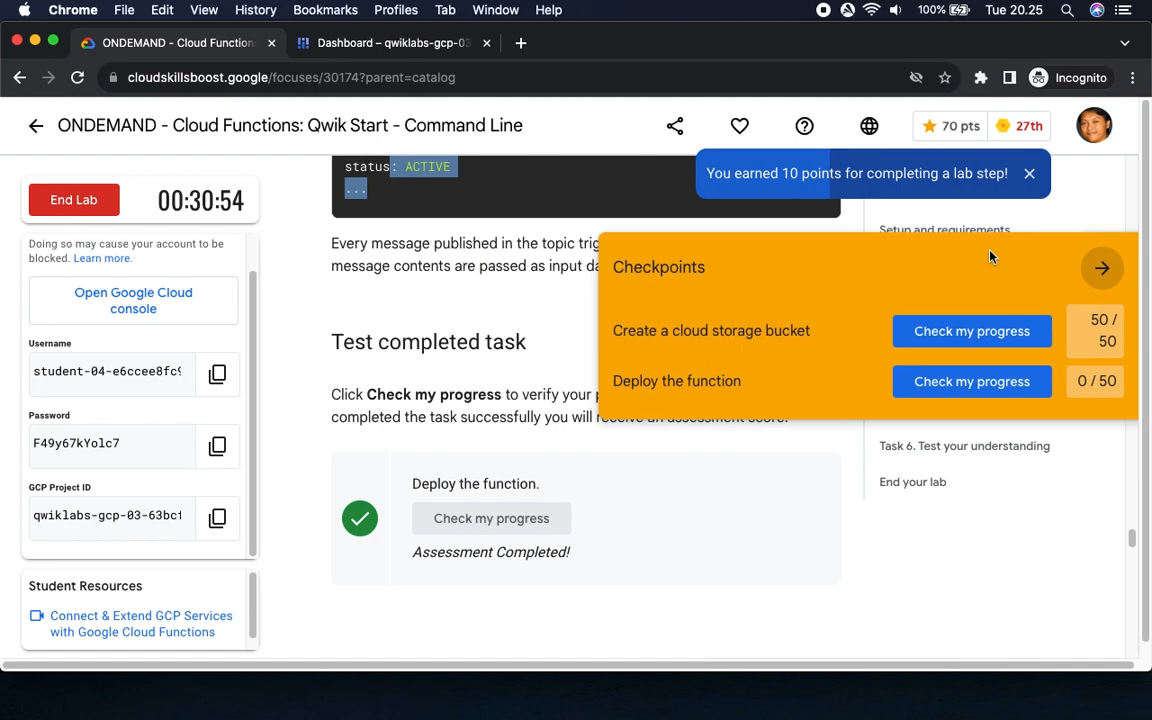 Chrome File Edit View History Bookmarks Profiles Tab Window Help 100% Tue 20.25
ONDEMAND - Cloud Function Dashboard – qwiklabs-gcp-03
cloudskillsboost.google/focuses/30174?parent=catalog Incognito
ONDEMAND - Cloud Functions: Qwik Start - Command Line 70 pts 27th
End Lab 00:30:54
Doing so may cause your account to be
blocked. Learn more.
Open Google Cloud
console
Username
student-04-e6ccee8fc9
Password
F49y67kYolc7
GCP Project ID
qwiklabs-gcp-03-63bcf
Student Resources
Connect & Extend GCP Services
with Google Cloud Functions
status: ACTIVE
...
Every message published in the topic trig
message contents are passed as input da
Test completed task
Click Check my progress to verify your p
completed the task successfully you will receive an assessment score.
Deploy the function.
Check my progress
Assessment Completed!
You earned 10 points for completing a lab step!
Setup and requirements
Checkpoints
Create a cloud storage bucket Check my progress 50 /
50
Deploy the function Check my progress 0 / 50
Task 6. Test your understanding
End your lab